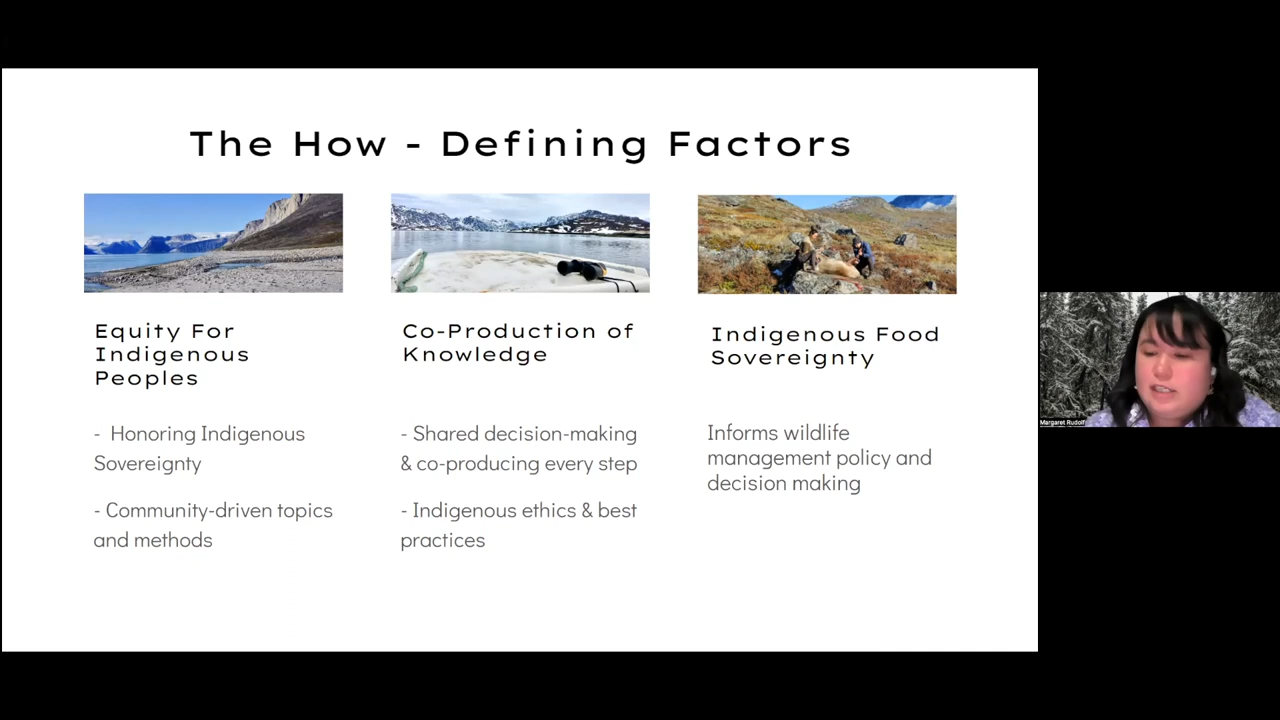 The How - Defining Factors
Equity For
Indigenous
Peoples
- Honoring Indigenous
Sovereignty
- Community-driven topics
and methods
Co-Production of
Knowledge
- Shared decision-making
& co-producing every step
- Indigenous ethics & best
practices
Indigenous Food
Sovereignty
Informs wildlife
management policy and
decision making
Margaret Rudolf